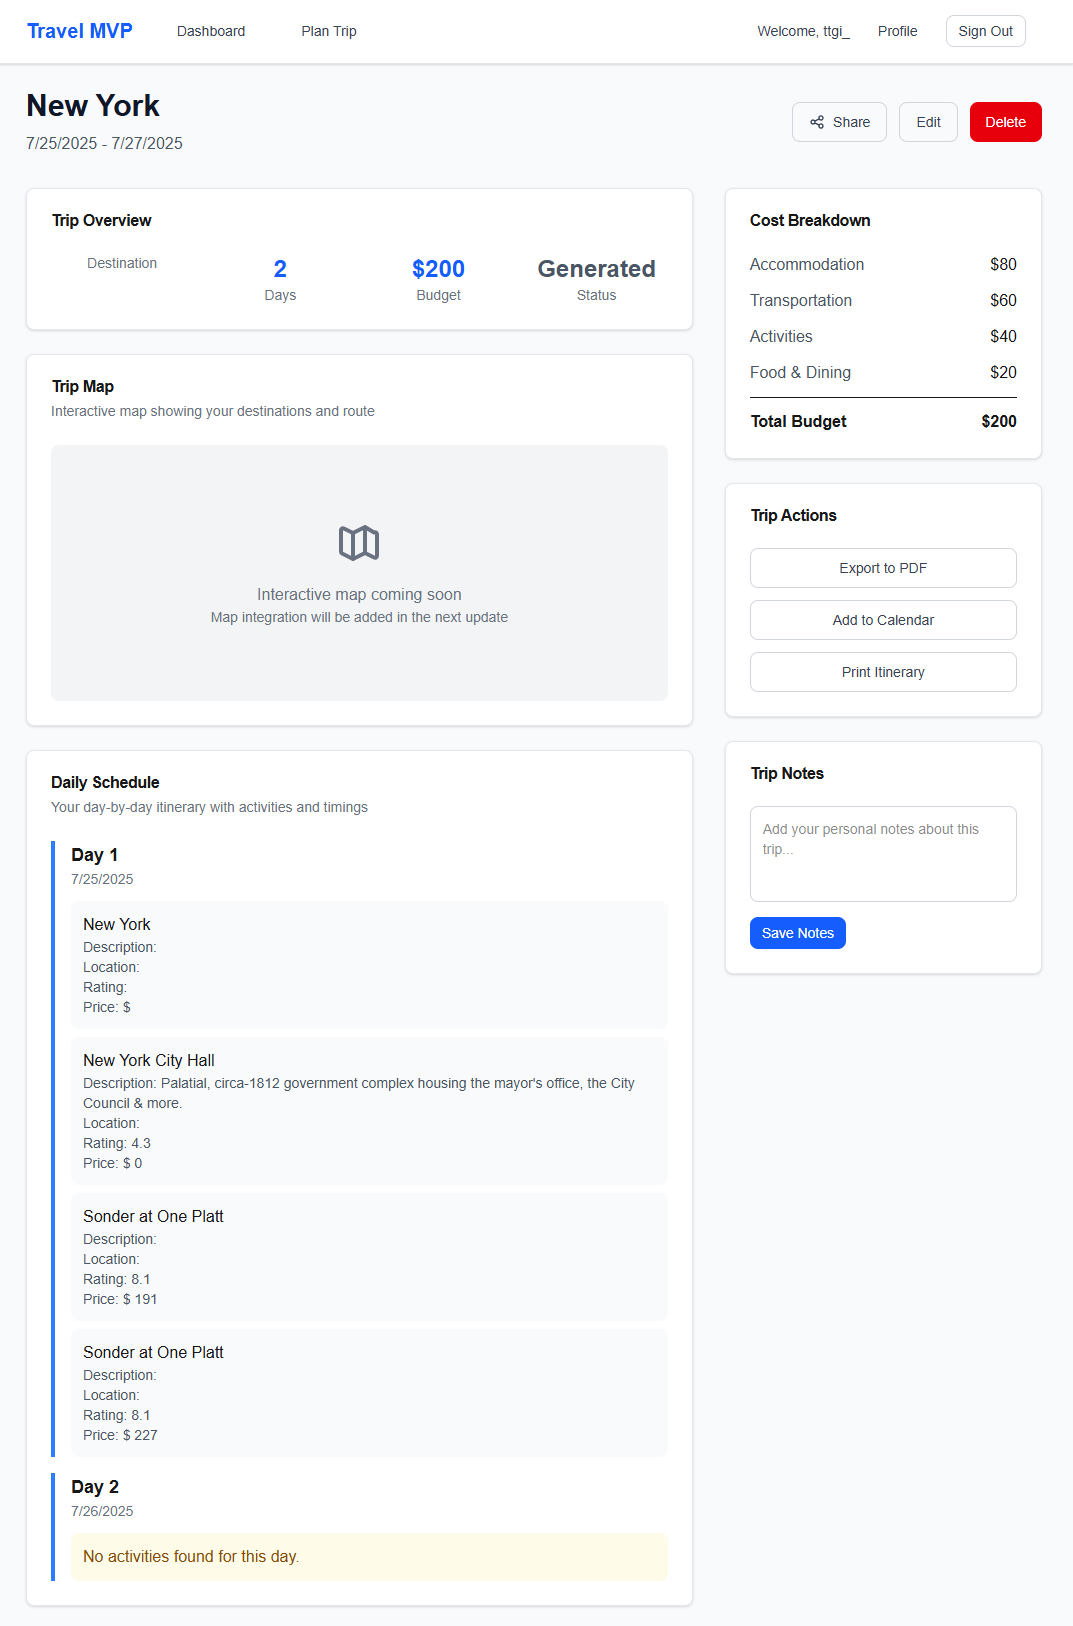 Travel MVP
Dashboard
Plan Trip
Welcome, ttgi_
Profile
Sign Out
New York
7/25/2025 - 7/27/2025
Share
Edit
Delete
Trip Overview
Destination
2
Days
$200
Budget
Generated
Status
Trip Map
Interactive map showing your destinations and route
Interactive map coming soon
Map integration will be added in the next update
Daily Schedule
Your day-by-day itinerary with activities and timings
Day 1
7/25/2025
New York
Description:
Location:
Rating:
Price: $
New York City Hall
Description: Palatial, circa-1812 government complex housing the mayor's office, the City
Council & more.
Location:
Rating: 4.3
Price: $ 0
Sonder at One Platt
Description:
Location:
Rating: 8.1
Price: $ 191
Sonder at One Platt
Description:
Location:
Rating: 8.1
Price: $ 227
Day 2
7/26/2025
No activities found for this day.
Cost Breakdown
Accommodation $80
Transportation $60
Activities $40
Food & Dining $20
Total Budget $200
Trip Actions
Export to PDF
Add to Calendar
Print Itinerary
Trip Notes
Add your personal notes about this
trip...
Save Notes